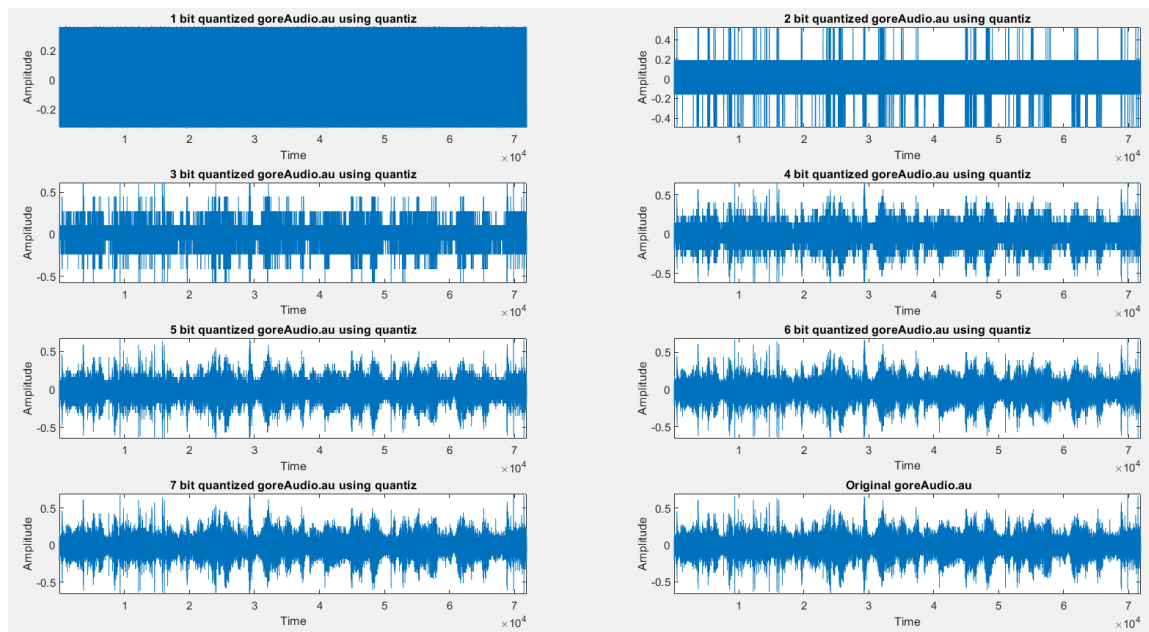 1 bit quantized goreAudio.au using quantiz
Amplitude
0.2
0
-0.2
1 2 3 4 5 6 7
Time
×10^4
2 bit quantized goreAudio.au using quantiz
Amplitude
0.4
0.2
0
-0.2
-0.4
1 2 3 4 5 6 7
Time
×10^4
3 bit quantized goreAudio.au using quantiz
Amplitude
0.5
0
-0.5
1 2 3 4 5 6 7
Time
×10^4
4 bit quantized goreAudio.au using quantiz
Amplitude
0.5
0
-0.5
1 2 3 4 5 6 7
Time
×10^4
5 bit quantized goreAudio.au using quantiz
Amplitude
0.5
0
-0.5
1 2 3 4 5 6 7
Time
×10^4
6 bit quantized goreAudio.au using quantiz
Amplitude
0.5
0
-0.5
1 2 3 4 5 6 7
Time
×10^4
7 bit quantized goreAudio.au using quantiz
Amplitude
0.5
0
-0.5
1 2 3 4 5 6 7
Time
×10^4
Original goreAudio.au
Amplitude
0.5
0
-0.5
1 2 3 4 5 6 7
Time
×10^4